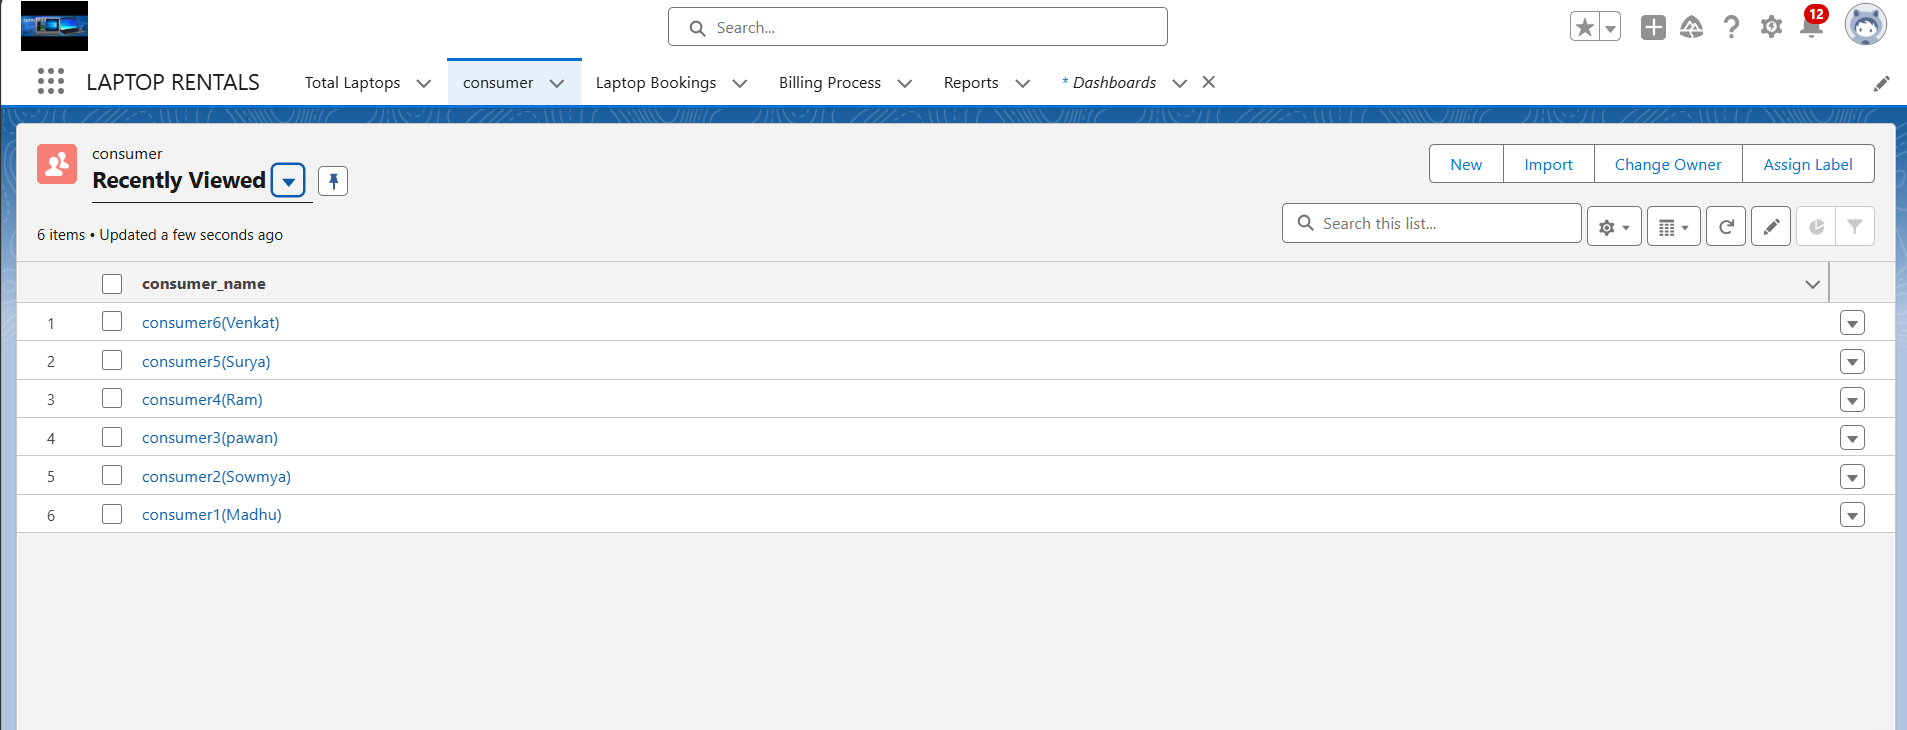 Search...
12
LAPTOP RENTALS
Total Laptops
consumer
Laptop Bookings
Billing Process
Reports
* Dashboards
consumer
Recently Viewed
New
Import
Change Owner
Assign Label
6 items • Updated a few seconds ago
Search this list...
consumer_name
1 consumer6(Venkat)
2 consumer5(Surya)
3 consumer4(Ram)
4 consumer3(pawan)
5 consumer2(Sowmya)
6 consumer1(Madhu)